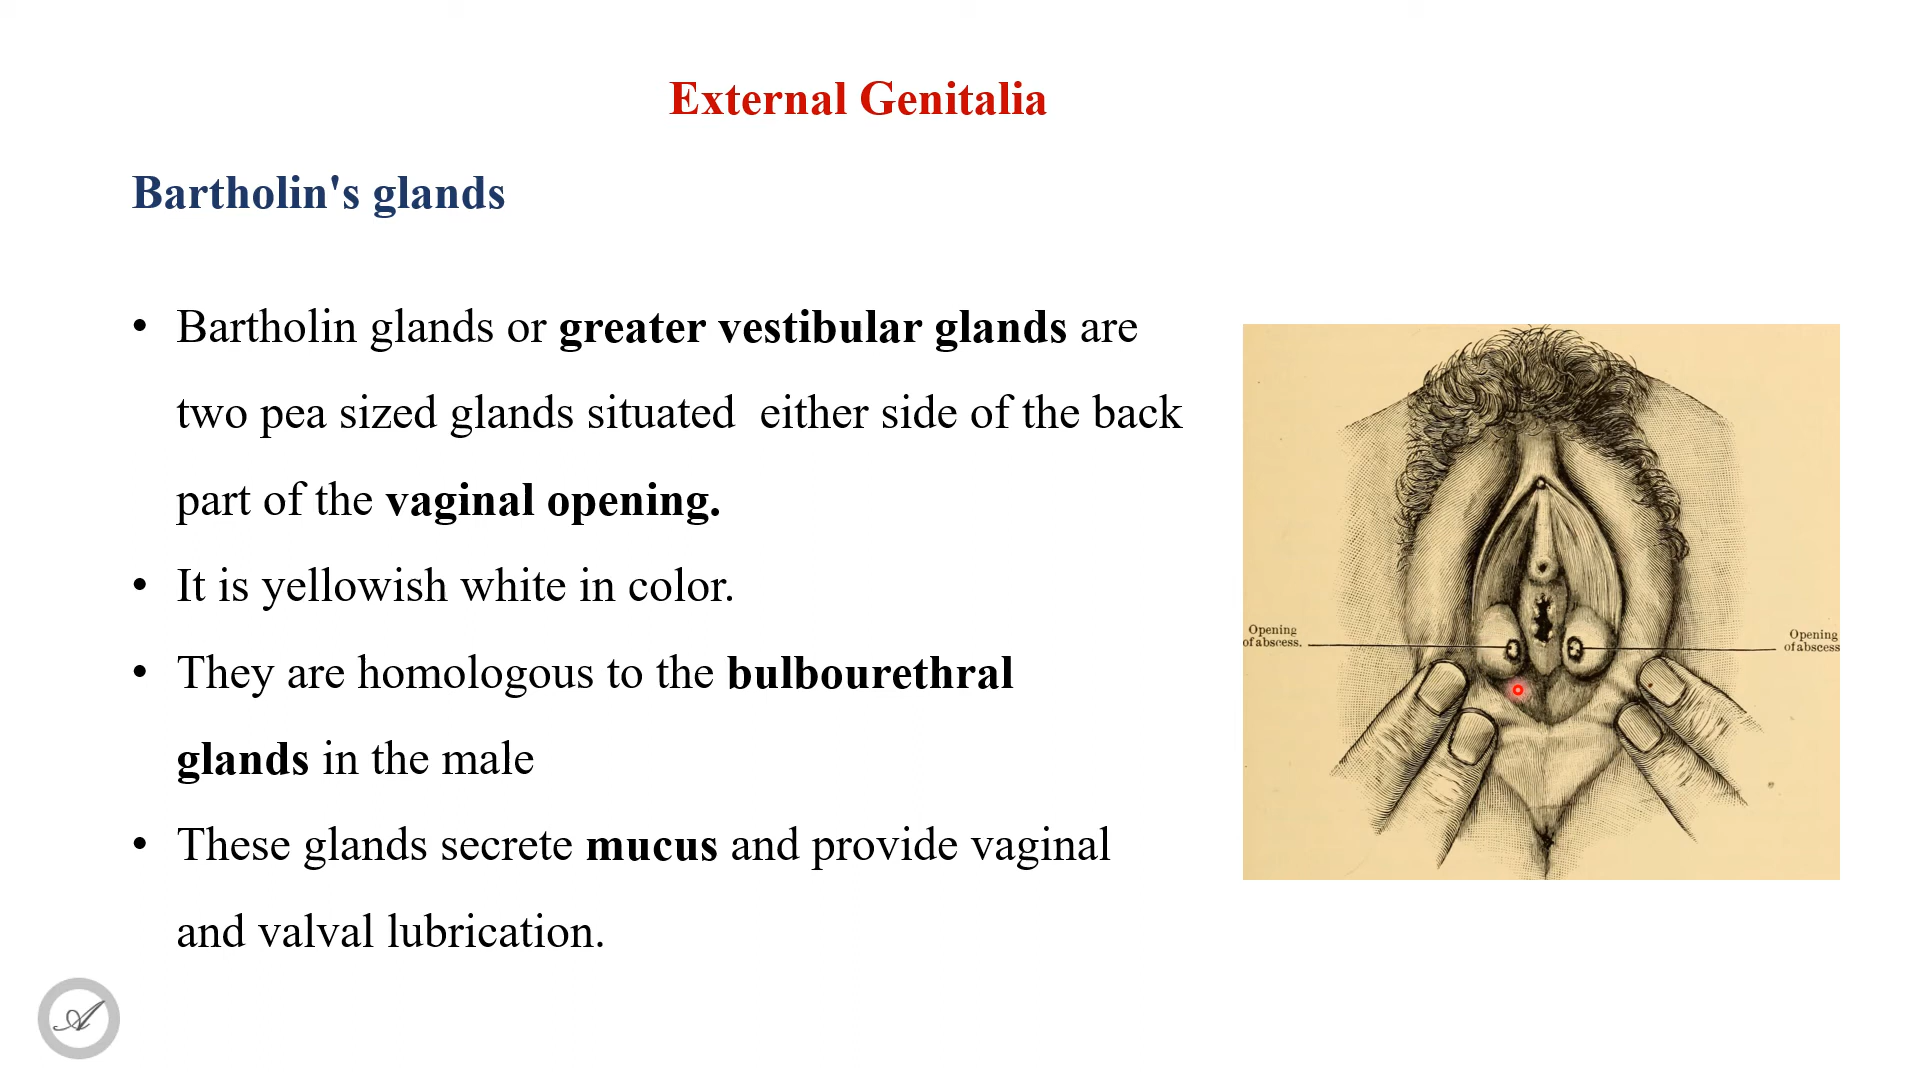 External Genitalia
Bartholin's glands
• Bartholin glands or greater vestibular glands are
two pea sized glands situated  either side of the back
part of the vaginal opening.
• It is yellowish white in color.
• They are homologous to the bulbourethral
glands in the male
• These glands secrete mucus and provide vaginal
and valval lubrication.
Opening
of abscess.
Opening
of abscess
A